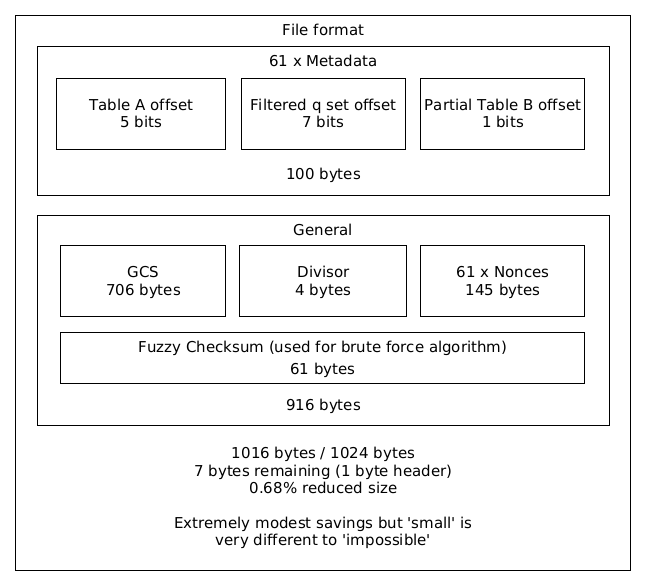 File format
61 x Metadata
Table A offset
5 bits
Filtered q set offset
7 bits
Partial Table B offset
1 bits
100 bytes
General
GCS
706 bytes
Divisor
4 bytes
61 x Nonces
145 bytes
Fuzzy Checksum (used for brute force algorithm)
61 bytes
916 bytes
1016 bytes / 1024 bytes
7 bytes remaining (1 byte header)
0.68% reduced size
Extremely modest savings but 'small' is
very different to 'impossible'